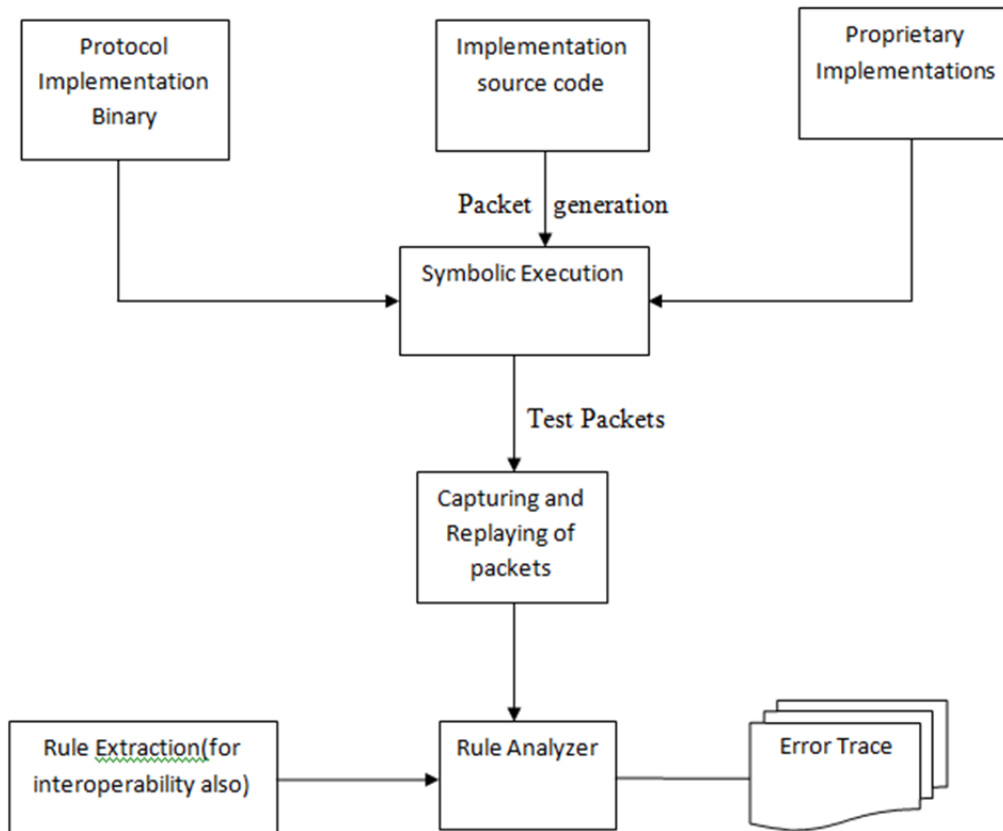 Protocol
Implementation
Binary
Implementation
source code
Proprietary
Implementations
Packet generation
Symbolic Execution
Test Packets
Capturing and
Replaying of
packets
Rule Extraction(for
interoperability also)
Rule Analyzer
Error Trace